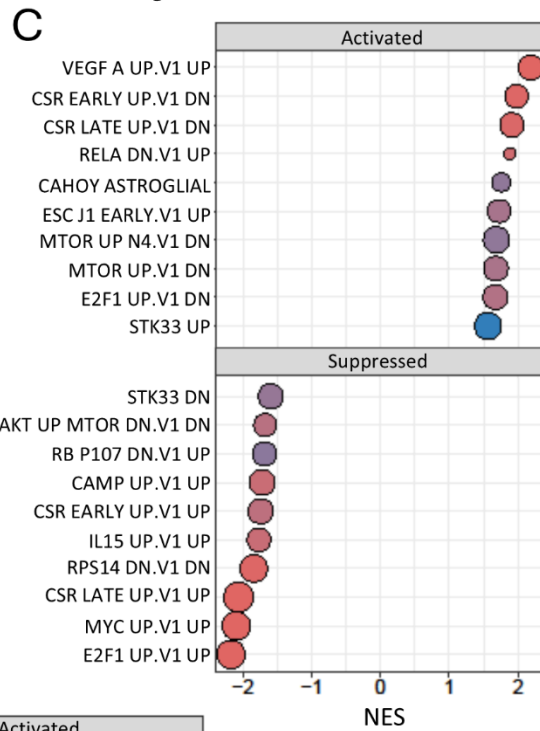 C
Activated
VEGF A UP.V1 UP
CSR EARLY UP.V1 DN
CSR LATE UP.V1 DN
RELA DN.V1 UP
CAHOY ASTROGLIAL
ESC J1 EARLY.V1 UP
MTOR UP N4.V1 DN
MTOR UP.V1 DN
E2F1 UP.V1 DN
STK33 UP
Suppressed
STK33 DN
AKT UP MTOR DN.V1 DN
RB P107 DN.V1 UP
CAMP UP.V1 UP
CSR EARLY UP.V1 UP
IL15 UP.V1 UP
RPS14 DN.V1 DN
CSR LATE UP.V1 UP
MYC UP.V1 UP
E2F1 UP.V1 UP
−2 −1 0 1 2
NES
Activated